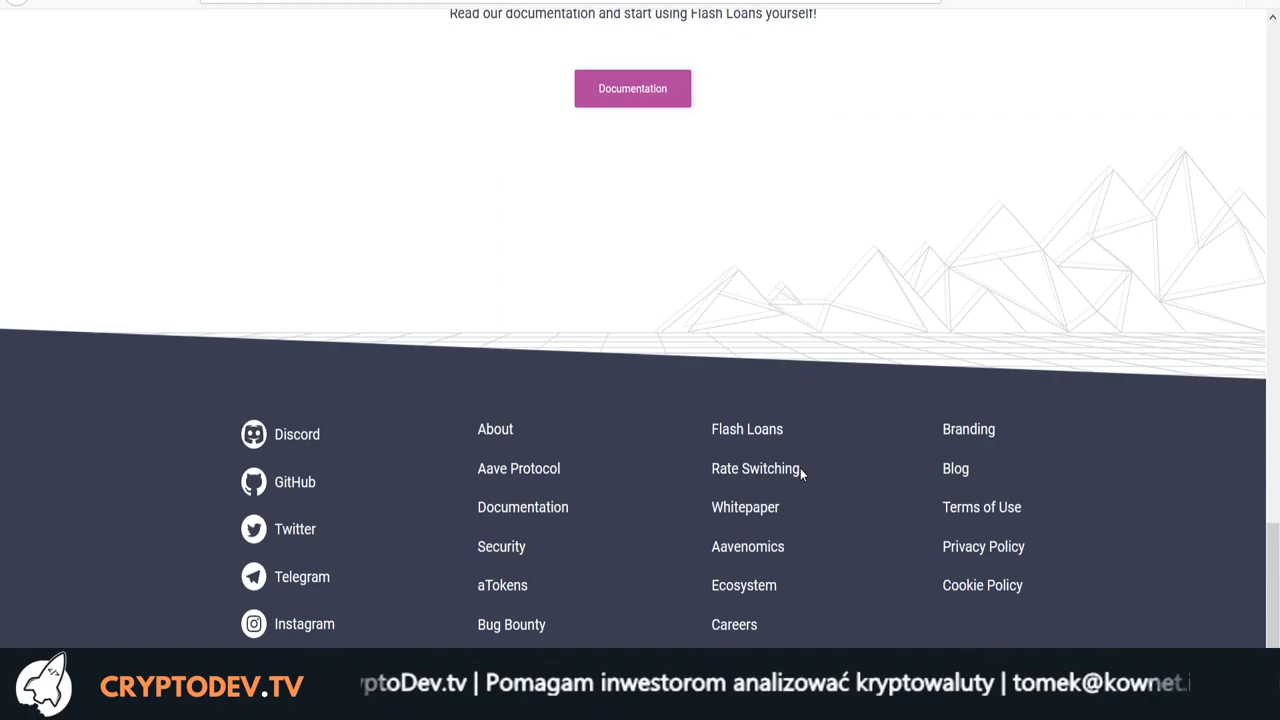 Read our documentation and start using Flash Loans yourself!
Documentation
Discord
GitHub
Twitter
Telegram
Instagram
About
Aave Protocol
Documentation
Security
aTokens
Bug Bounty
Flash Loans
Rate Switching
Whitepaper
Aavenomics
Ecosystem
Careers
Branding
Blog
Terms of Use
Privacy Policy
Cookie Policy
CRYPTODEV.TV
ptoDev.tv | Pomagam inwestorom analizować kryptowaluty | tomek@kownet.i